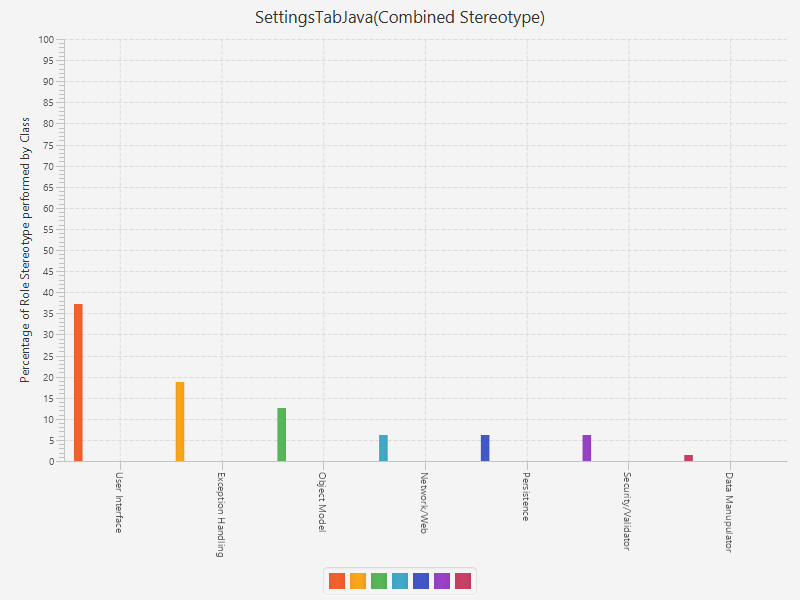 SettingsTabJava(Combined Stereotype)
Percentage of Role Stereotype performed by Class
100
95
90
85
80
75
70
65
60
55
50
45
40
35
30
25
20
15
10
5
0
User Interface
Exception Handling
Object Model
Network/Web
Persistence
Security/Validator
Data Manupulator